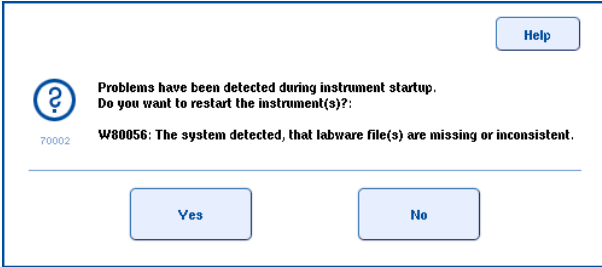 Help
Problems have been detected during instrument startup.
Do you want to restart the instrument(s)?:
70002
W80056: The system detected, that labware file(s) are missing or inconsistent.
Yes
No